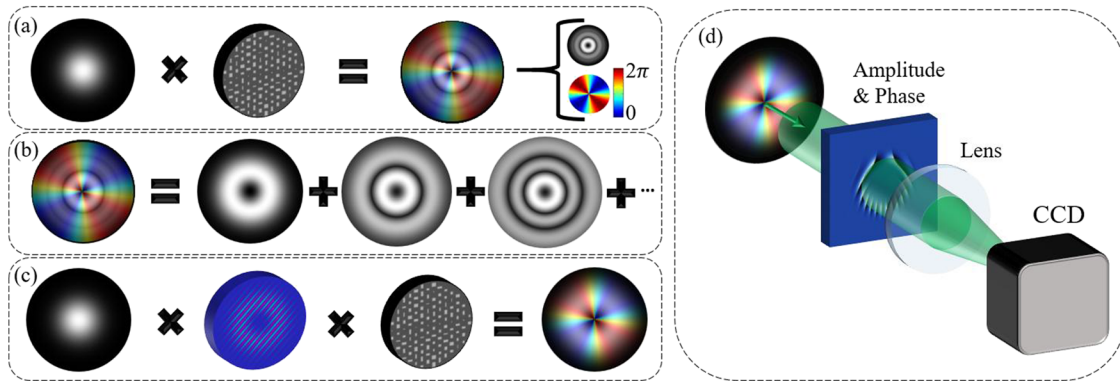 (a)
2π
0
(b)
...
(c)
(d)
Amplitude
& Phase
Lens
CCD